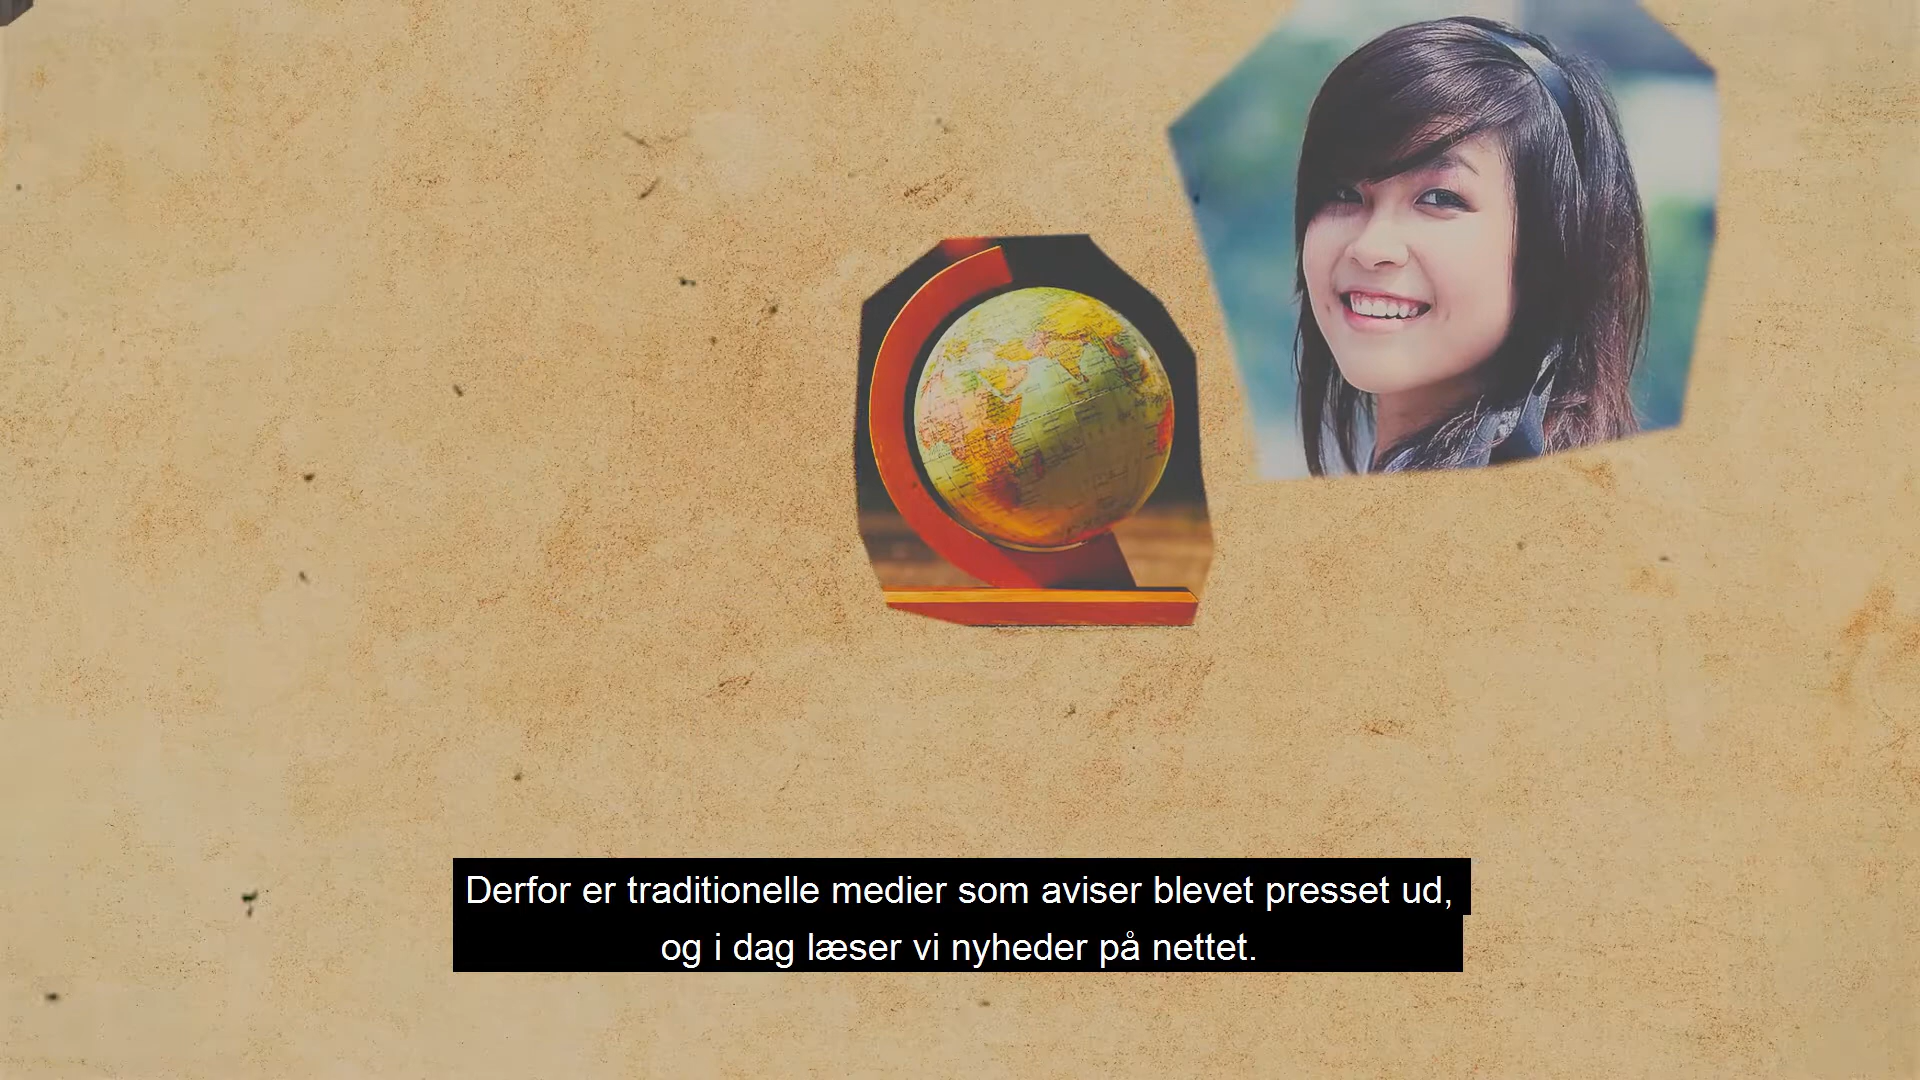 Derfor er traditionelle medier som aviser blevet presset ud,
og i dag læser vi nyheder på nettet.